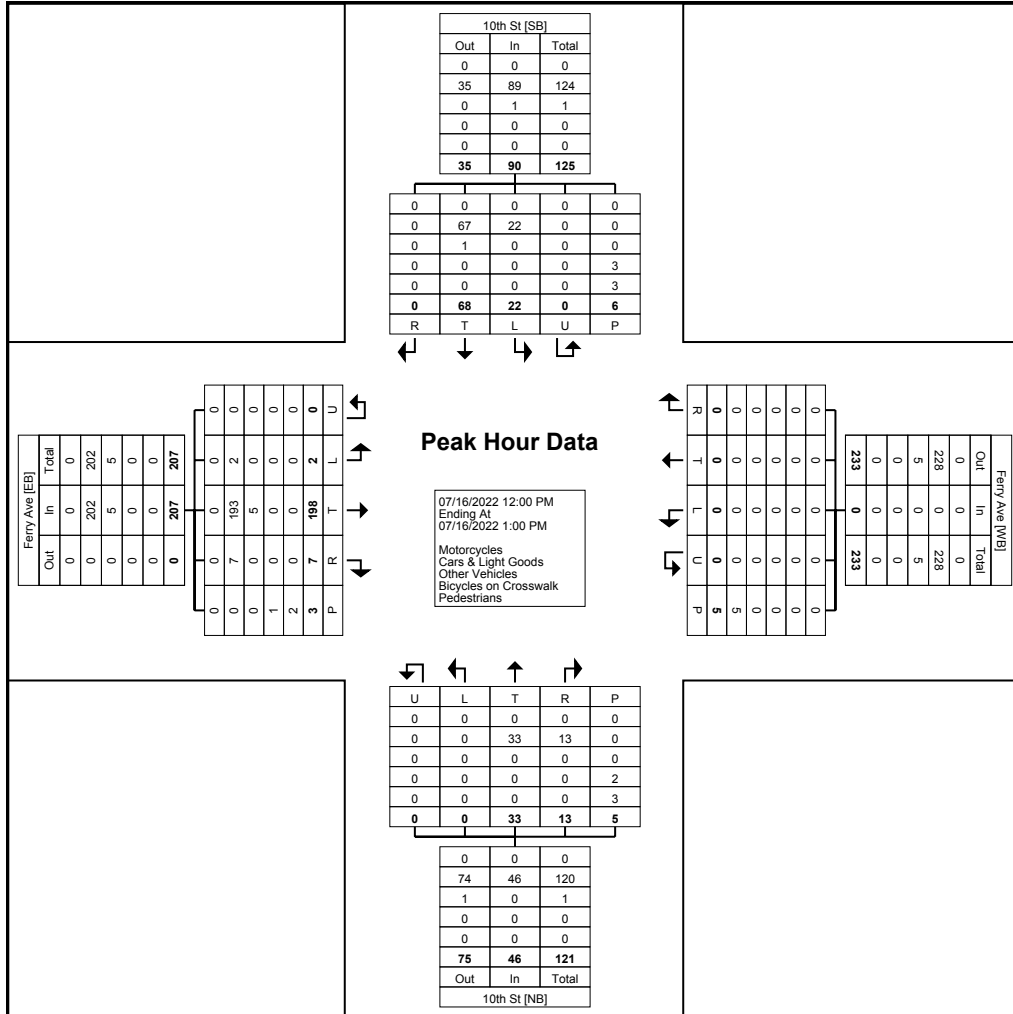 10th St [SB]
Out In Total
0 0 0
35 89 124
0 1 1
0 0 0
0 0 0
35 90 125
0 0 0 0 0
0 67 22 0 0
0 1 0 0 0
0 0 0 0 3
0 0 0 0 3
0 68 22 0 6
R T L U P
Ferry Ave [EB]
Total In Out
0 0 0
202 202 0
5 5 0
0 0 0
0 0 0
207 207 0
0 0 0 0 0
0 2 193 7 0
0 0 5 0 0
0 0 0 0 1
0 0 0 0 2
0 2 198 7 3
U L T R P
Peak Hour Data
07/16/2022 12:00 PM
Ending At
07/16/2022 1:00 PM
Motorcycles
Cars & Light Goods
Other Vehicles
Bicycles on Crosswalk
Pedestrians
R T L U P
0 0 0 0 5
0 0 0 0 5
0 0 0 0 0
0 0 0 0 0
0 0 0 0 0
0 0 0 0 0
Ferry Ave [WB]
Out In Total
0 0 0
228 0 228
5 0 5
0 0 0
0 0 0
233 0 233
U L T R P
0 0 0 0 0
0 0 33 13 0
0 0 0 0 0
0 0 0 0 2
0 0 0 0 3
0 0 33 13 5
0 0 0
74 46 120
1 0 1
0 0 0
0 0 0
75 46 121
Out In Total
10th St [NB]